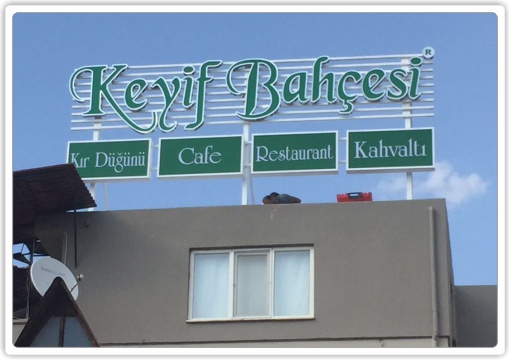 Keyif Bahçesi ®
Kır Düğünü
Cafe
Restaurant
Kahvaltı